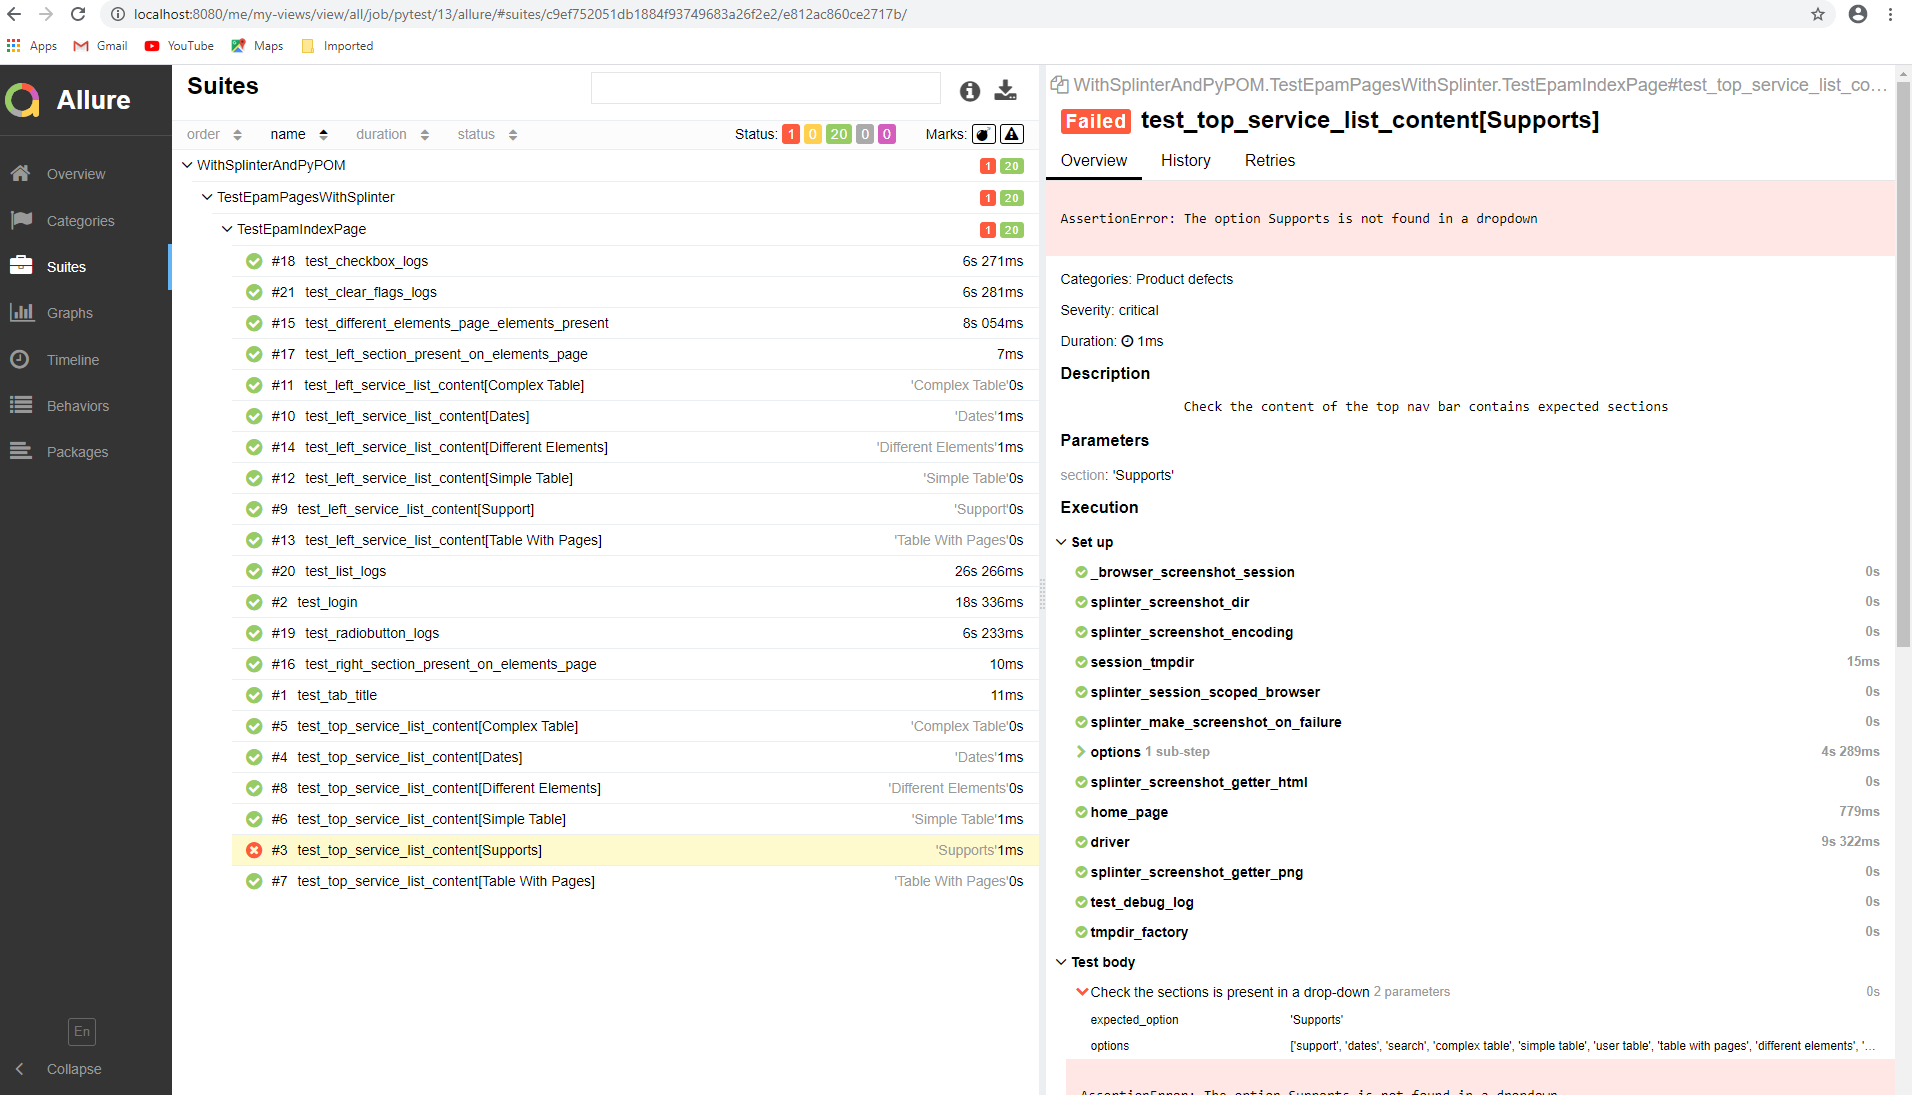 localhost:8080/me/my-views/view/all/job/pytest/13/allure/#suites/c9ef752051db1884f93749683a26f2e2/e812ac860ce2717b/
Apps Gmail YouTube Maps Imported
Allure
Overview
Categories
Suites
Graphs
Timeline
Behaviors
Packages
En
Collapse
Suites
order name duration status Status: 1 0 20 0 0 Marks:
WithSplinterAndPyPOM 1 20
TestEpamPagesWithSplinter 1 20
TestEpamIndexPage 1 20
#18 test_checkbox_logs 6s 271ms
#21 test_clear_flags_logs 6s 281ms
#15 test_different_elements_page_elements_present 8s 054ms
#17 test_left_section_present_on_elements_page 7ms
#11 test_left_service_list_content[Complex Table] 'Complex Table'0s
#10 test_left_service_list_content[Dates] 'Dates'1ms
#14 test_left_service_list_content[Different Elements] 'Different Elements'1ms
#12 test_left_service_list_content[Simple Table] 'Simple Table'0s
#9 test_left_service_list_content[Support] 'Support'0s
#13 test_left_service_list_content[Table With Pages] 'Table With Pages'0s
#20 test_list_logs 26s 266ms
#2 test_login 18s 336ms
#19 test_radiobutton_logs 6s 233ms
#16 test_right_section_present_on_elements_page 10ms
#1 test_tab_title 11ms
#5 test_top_service_list_content[Complex Table] 'Complex Table'0s
#4 test_top_service_list_content[Dates] 'Dates'1ms
#8 test_top_service_list_content[Different Elements] 'Different Elements'0s
#6 test_top_service_list_content[Simple Table] 'Simple Table'1ms
#3 test_top_service_list_content[Supports] 'Supports'1ms
#7 test_top_service_list_content[Table With Pages] 'Table With Pages'0s
WithSplinterAndPyPOM.TestEpamPagesWithSplinter.TestEpamIndexPage#test_top_service_list_co...
Failed test_top_service_list_content[Supports]
Overview History Retries
AssertionError: The option Supports is not found in a dropdown
Categories: Product defects
Severity: critical
Duration: 1ms
Description
Check the content of the top nav bar contains expected sections
Parameters
section: 'Supports'
Execution
Set up
_browser_screenshot_session 0s
splinter_screenshot_dir 0s
splinter_screenshot_encoding 0s
session_tmpdir 15ms
splinter_session_scoped_browser 0s
splinter_make_screenshot_on_failure 0s
options 1 sub-step 4s 289ms
splinter_screenshot_getter_html 0s
home_page 779ms
driver 9s 322ms
splinter_screenshot_getter_png 0s
test_debug_log 0s
tmpdir_factory 0s
Test body
Check the sections is present in a drop-down 2 parameters 0s
expected_option 'Supports'
options ['support', 'dates', 'search', 'complex table', 'simple table', 'user table', 'table with pages', 'different elements', '...
AssertionError: The option Supports is not found in a dropdown